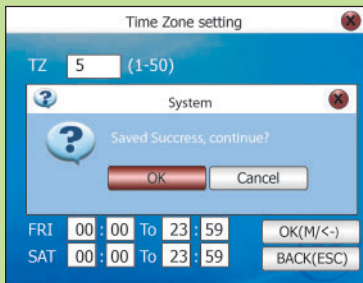 Time Zone setting
TZ 5 (1-50)
System
Saved Succress, continue?
OK Cancel
FRI 00 : 00 To 23 : 59 OK(M/<-)
SAT 00 : 00 To 23 : 59 BACK(ESC)